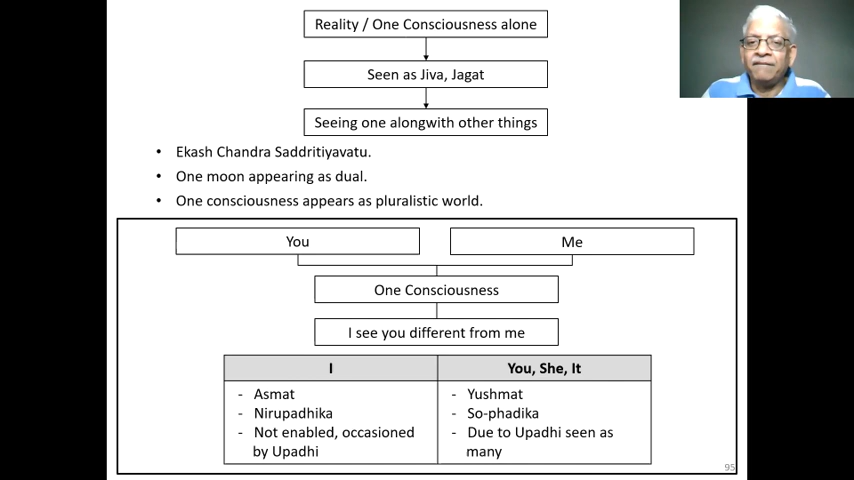 Reality / One Consciousness alone
Seen as Jiva, Jagat
Seeing one alongwith other things
• Ekash Chandra Saddritiyavatu.
• One moon appearing as dual.
• One consciousness appears as pluralistic world.
You
Me
One Consciousness
I see you different from me
I
You, She, It
- Asmat
- Nirupadhika
- Not enabled, occasioned
by Upadhi
- Yushmat
- So-phadika
- Due to Upadhi seen as
many
95